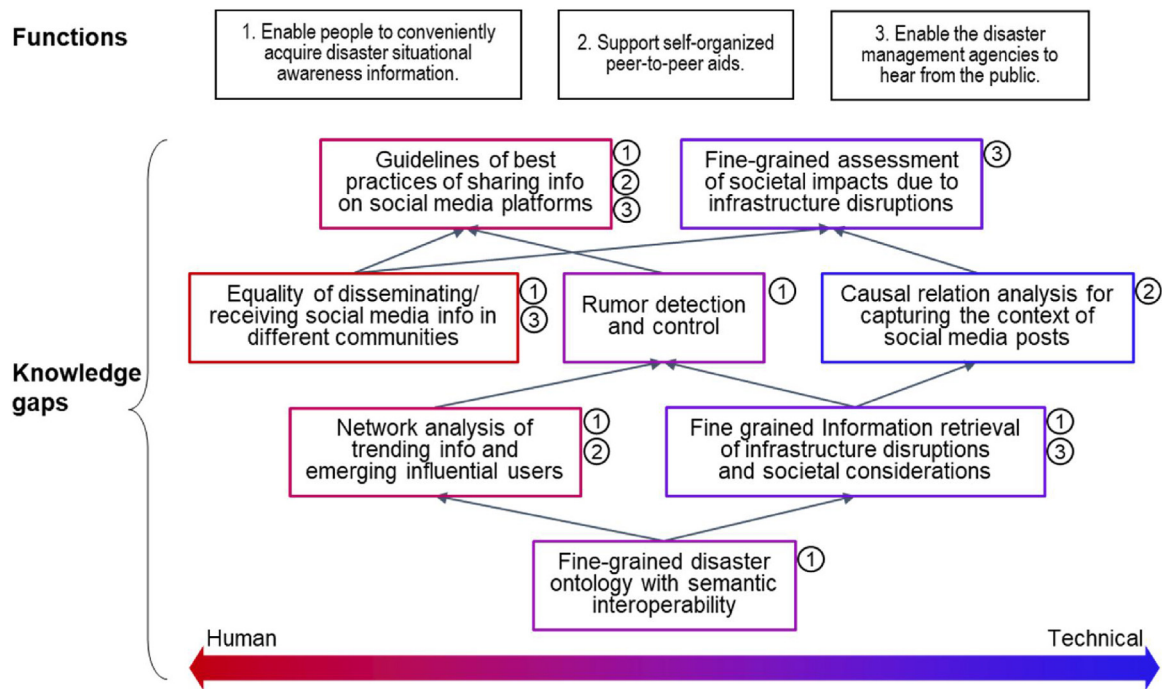 Functions
1. Enable people to conveniently
acquire disaster situational
awareness information.
2. Support self-organized
peer-to-peer aids.
3. Enable the disaster
management agencies to
hear from the public.
Knowledge
gaps
Guidelines of best
practices of sharing info
on social media platforms
1
2
3
Fine-grained assessment
of societal impacts due to
infrastructure disruptions
3
Equality of disseminating/
receiving social media info in
different communities
1
3
Rumor detection
and control
1
Causal relation analysis for
capturing the context of
social media posts
2
Network analysis of
trending info and
emerging influential users
1
2
Fine grained Information retrieval
of infrastructure disruptions
and societal considerations
1
3
Fine-grained disaster
ontology with semantic
interoperability
1
Human
Technical